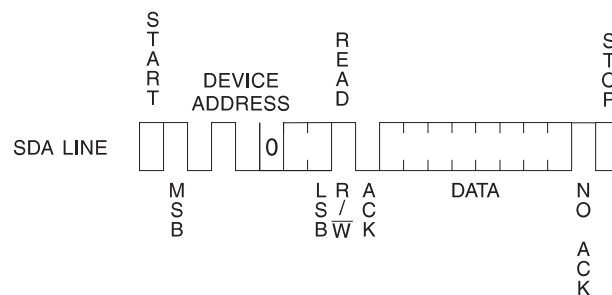 START
DEVICE
ADDRESS
READ
STOP
SDA LINE
0
MSB
LSB
R/W
ACK
DATA
NO ACK